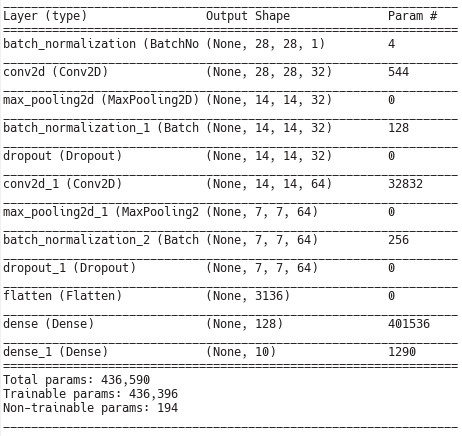 Layer (type) Output Shape Param #
batch_normalization (BatchNo (None, 28, 28, 1) 4
conv2d (Conv2D) (None, 28, 28, 32) 544
max_pooling2d (MaxPooling2D) (None, 14, 14, 32) 0
batch_normalization_1 (Batch (None, 14, 14, 32) 128
dropout (Dropout) (None, 14, 14, 32) 0
conv2d_1 (Conv2D) (None, 14, 14, 64) 32832
max_pooling2d_1 (MaxPooling2 (None, 7, 7, 64) 0
batch_normalization_2 (Batch (None, 7, 7, 64) 256
dropout_1 (Dropout) (None, 7, 7, 64) 0
flatten (Flatten) (None, 3136) 0
dense (Dense) (None, 128) 401536
dense_1 (Dense) (None, 10) 1290
Total params: 436,590
Trainable params: 436,396
Non-trainable params: 194